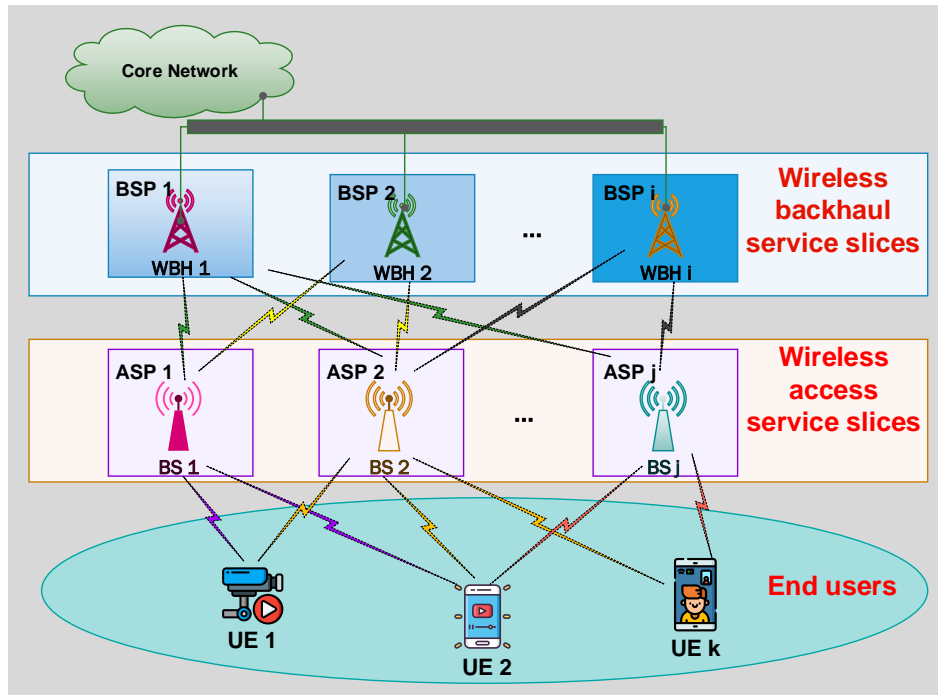 Core Network
BSP 1
BSP 2
BSP i
Wireless
backhaul
service slices
...
WBH 1
WBH 2
WBH i
ASP 1
ASP 2
ASP j
Wireless
access
service slices
...
BS 1
BS 2
BS j
End users
UE 1
UE 2
UE k